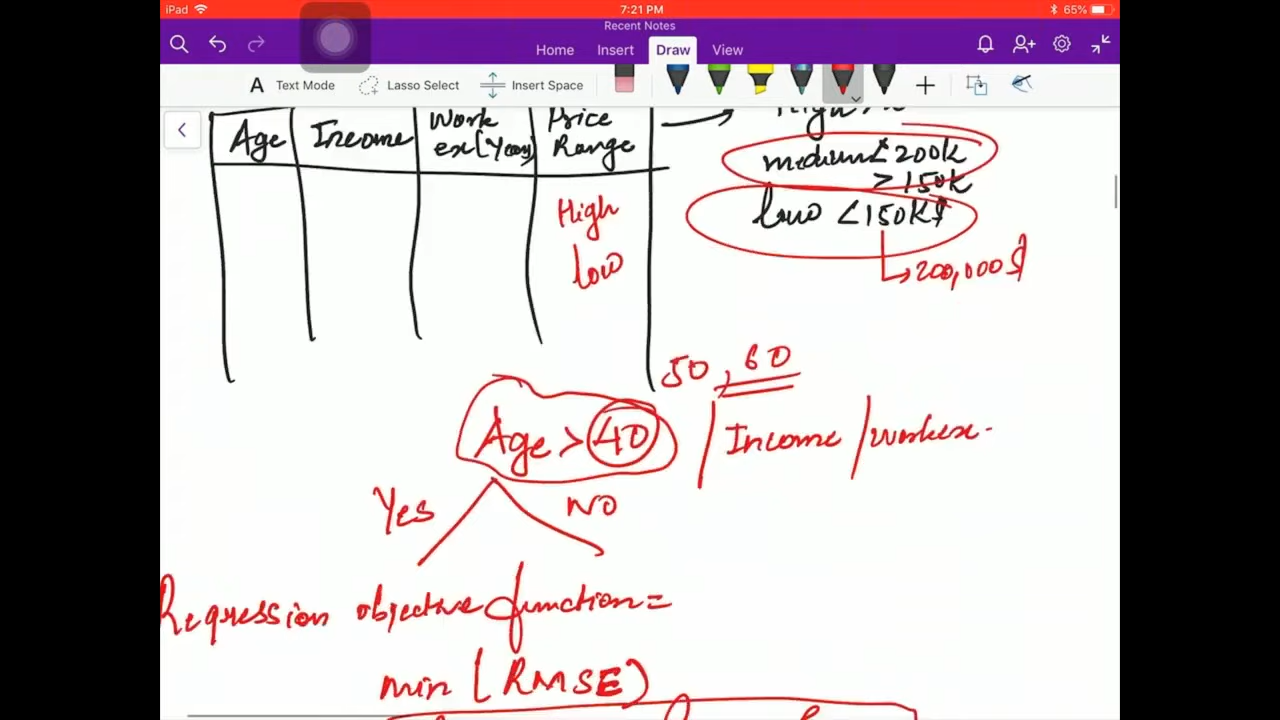 iPad 7:21 PM 65%
Recent Notes
Home Insert Draw View
A Text Mode Lasso Select Insert Space
Age Income Work ex(Years) Price Range
medium < 200K
> 150K
low < 150K$
200,000$
High
low
50, 60
Age > 40 / Income / workex.
Yes NO
Regression objective function =
min (RMSE)